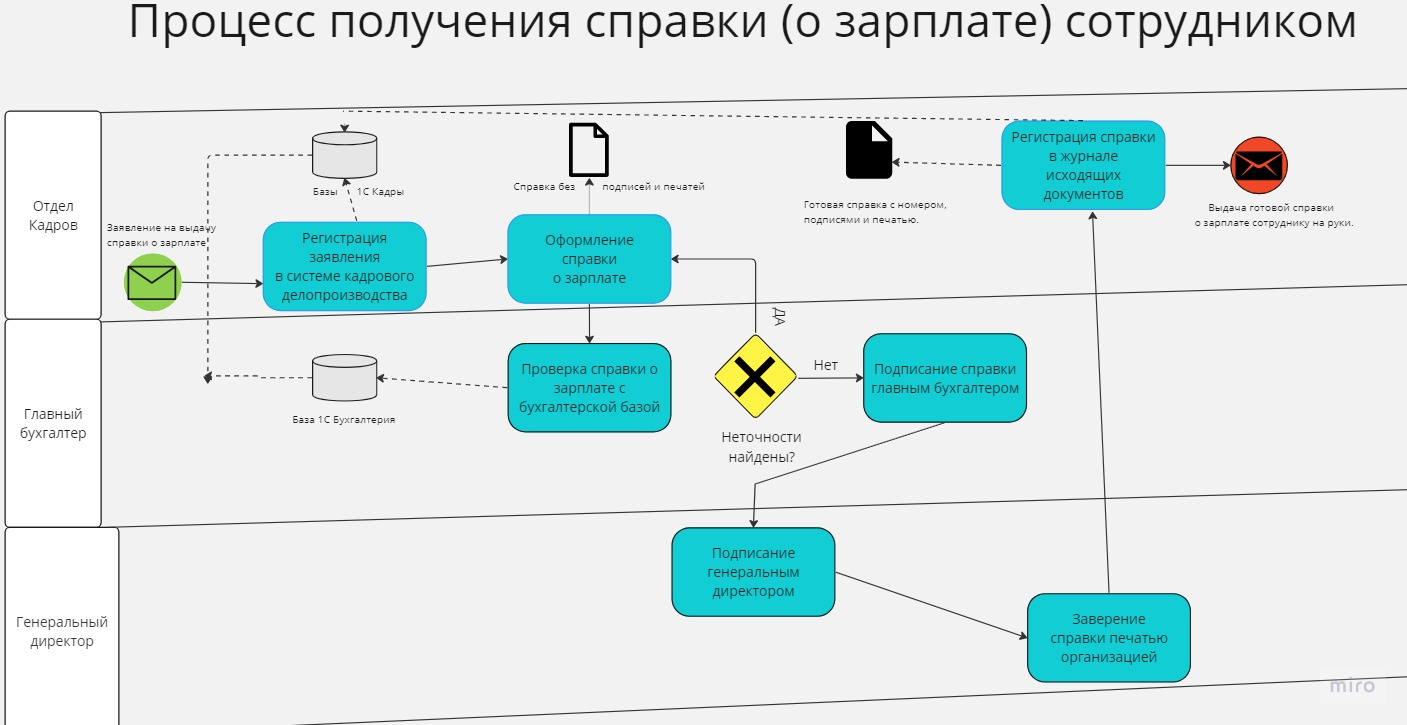 Процесс получения справки (о зарплате) сотрудником
Отдел
Кадров
Заявление на выдачу
справки о зарплате
Базы 1С Кадры
Регистрация
заявления
в системе кадрового
делопроизводства
Справка без подписей и печатей
Оформление
справки
о зарплате
Готовая справка с номером,
подписями и печатью.
Регистрация справки
в журнале
исходящих
документов
Выдача готовой справки
о зарплате сотруднику на руки.
Главный
бухгалтер
База 1С Бухгалтерия
Проверка справки о
зарплате с
бухгалтерской базой
ДА
Нет
Неточности
найдены?
Подписание справки
главным бухгалтером
Генеральный
директор
Подписание
генеральным
директором
Заверение
справки печатью
организацией
miro